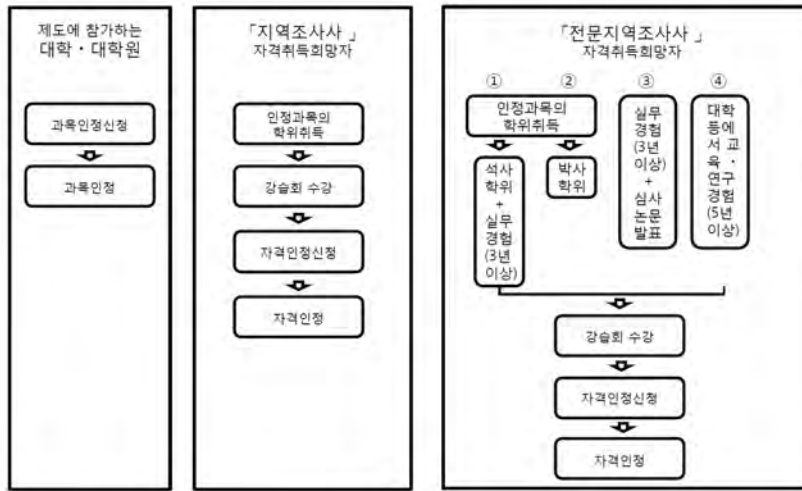 제도에 참가하는
대학・대학원
과목인정신청
과목인정
「지역조사사 」
자격취득희망자
인정과목의
학위취득
강습회 수강
자격인정신청
자격인정
「전문지역조사사 」
자격취득희망자
① ② ③ ④
인정과목의
학위취득
석사
학위
+
실무
경험
(3년
이상)
박사
학위
실무
경험
(3년
이상)
+
심사
논문
발표
대학
등에
서 교
육・
연구
경험
(5년
이상)
강습회 수강
자격인정신청
자격인정